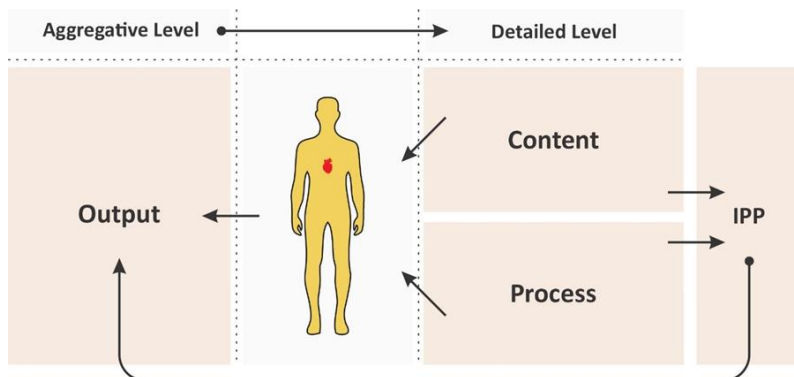 Aggregative Level
Detailed Level
Content
Output
IPP
Process